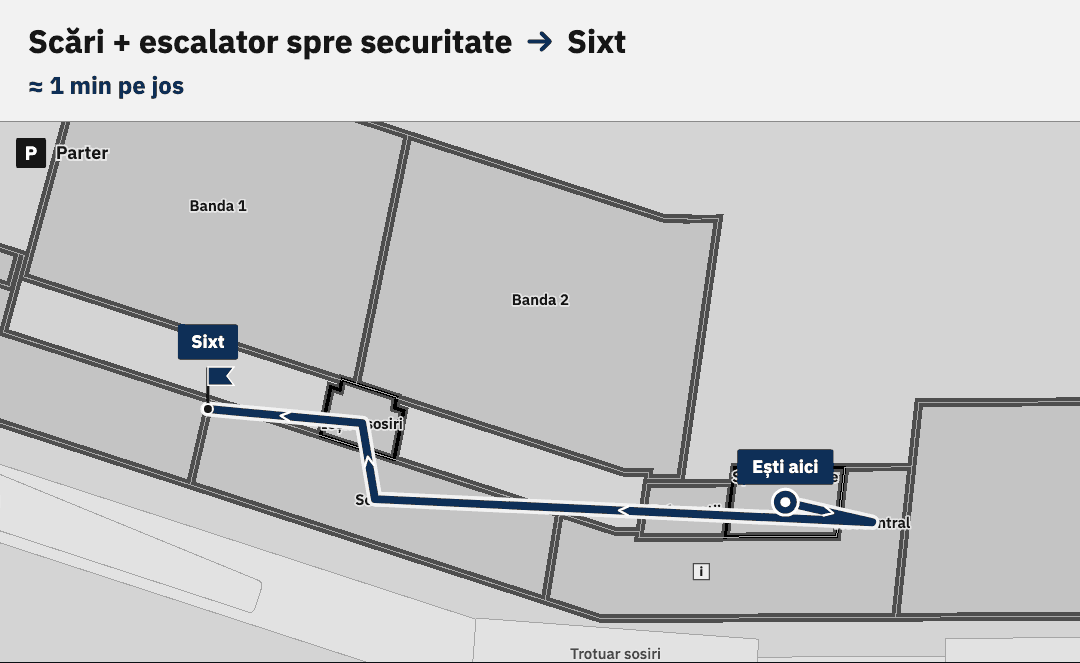 Scări + escalator spre securitate → Sixt
≈ 1 min pe jos
P Parter
Banda 1
Banda 2
Sixt
sosiri
Ești aici
i
Trotuar sosiri